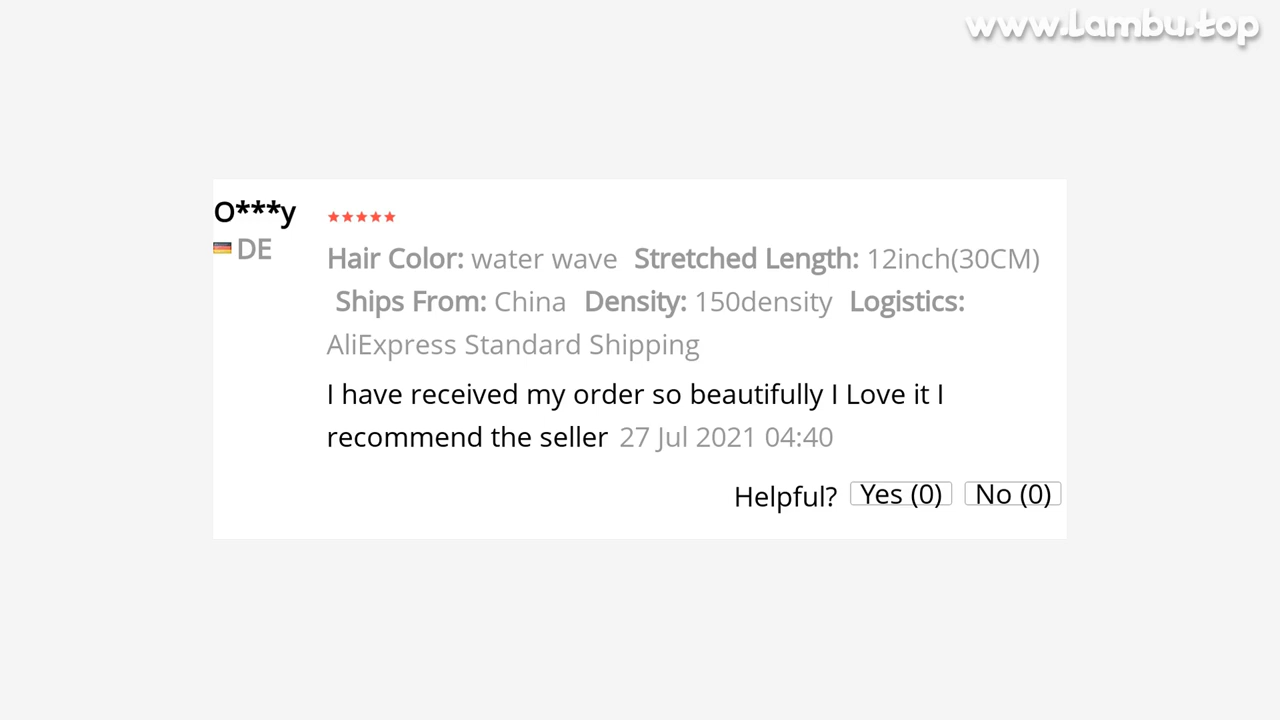 www.Lambu.top
O***y
DE
Hair Color: water wave Stretched Length: 12inch(30CM)
Ships From: China Density: 150density Logistics:
AliExpress Standard Shipping
I have received my order so beautifully I Love it I
recommend the seller 27 Jul 2021 04:40
Helpful? Yes (0) No (0)